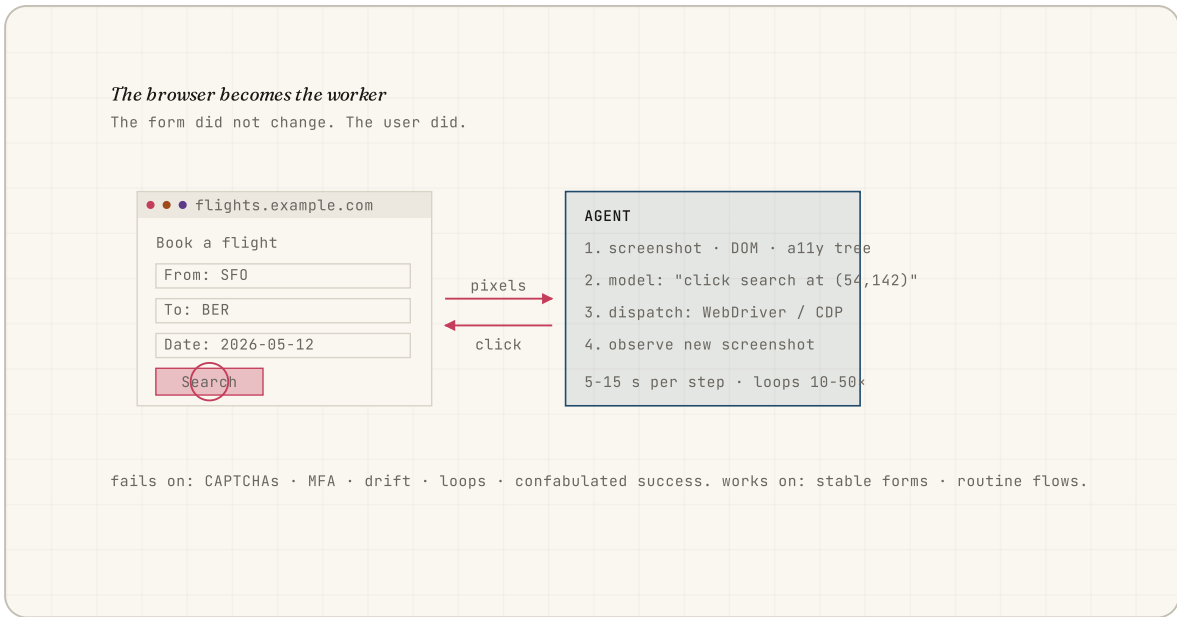 The browser becomes the worker
The form did not change. The user did.
flights.example.com
Book a flight
From: SFO
To: BER
Date: 2026-05-12
Search
pixels
click
AGENT
1. screenshot · DOM · a11y tree
2. model: "click search at (54,142)"
3. dispatch: WebDriver / CDP
4. observe new screenshot
5-15 s per step · loops 10-50×
fails on: CAPTCHAs · MFA · drift · loops · confabulated success. works on: stable forms · routine flows.